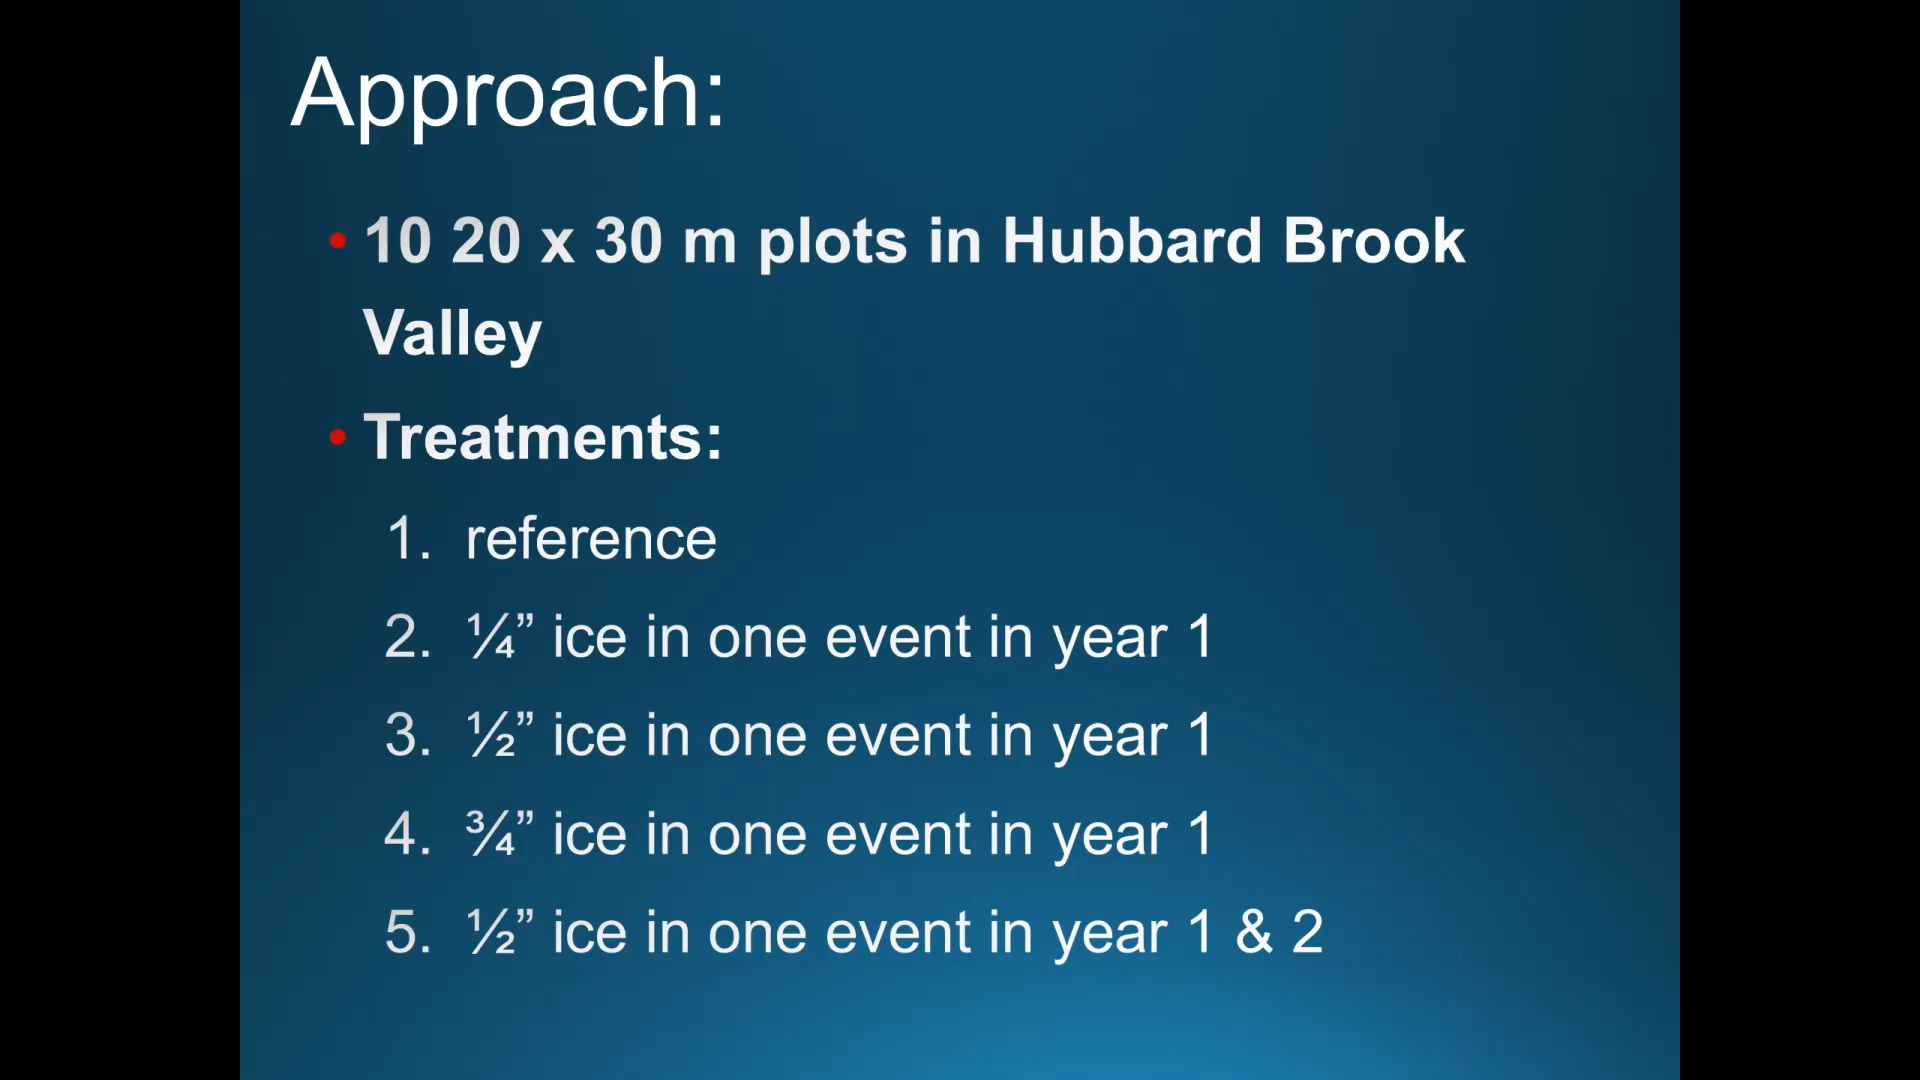 Approach:
• 10 20 x 30 m plots in Hubbard Brook
Valley
• Treatments:
1. reference
2. ¼” ice in one event in year 1
3. ½” ice in one event in year 1
4. ¾” ice in one event in year 1
5. ½” ice in one event in year 1 & 2